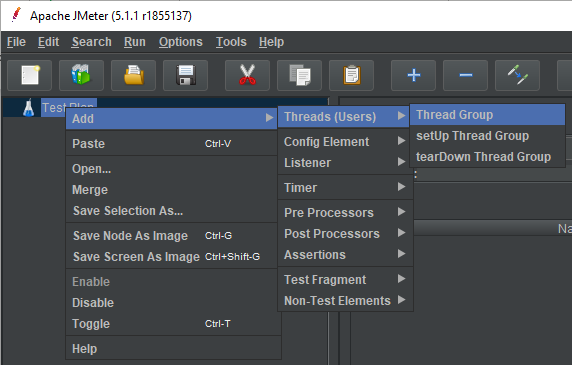 Apache JMeter (5.1.1 r1855137)
File Edit Search Run Options Tools Help
Test Plan
Add
Paste Ctrl-V
Open...
Merge
Save Selection As...
Save Node As Image Ctrl-G
Save Screen As Image Ctrl+Shift-G
Enable
Disable
Toggle Ctrl-T
Help
Threads (Users)
Config Element
Listener
Timer
Pre Processors
Post Processors
Assertions
Test Fragment
Non-Test Elements
Thread Group
setUp Thread Group
tearDown Thread Group
:
Na